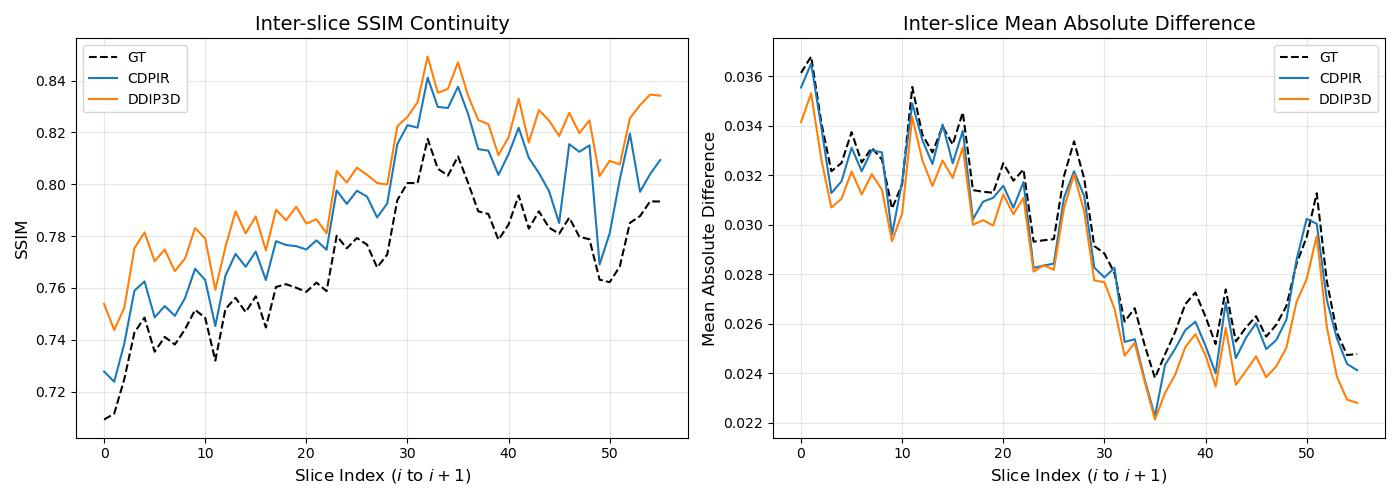 Inter-slice SSIM Continuity
GT
CDPIR
DDIP3D
SSIM
0.84
0.82
0.80
0.78
0.76
0.74
0.72
0
10
20
30
40
50
Slice Index (i to i + 1)
Inter-slice Mean Absolute Difference
GT
CDPIR
DDIP3D
Mean Absolute Difference
0.036
0.034
0.032
0.030
0.028
0.026
0.024
0.022
0
10
20
30
40
50
Slice Index (i to i + 1)